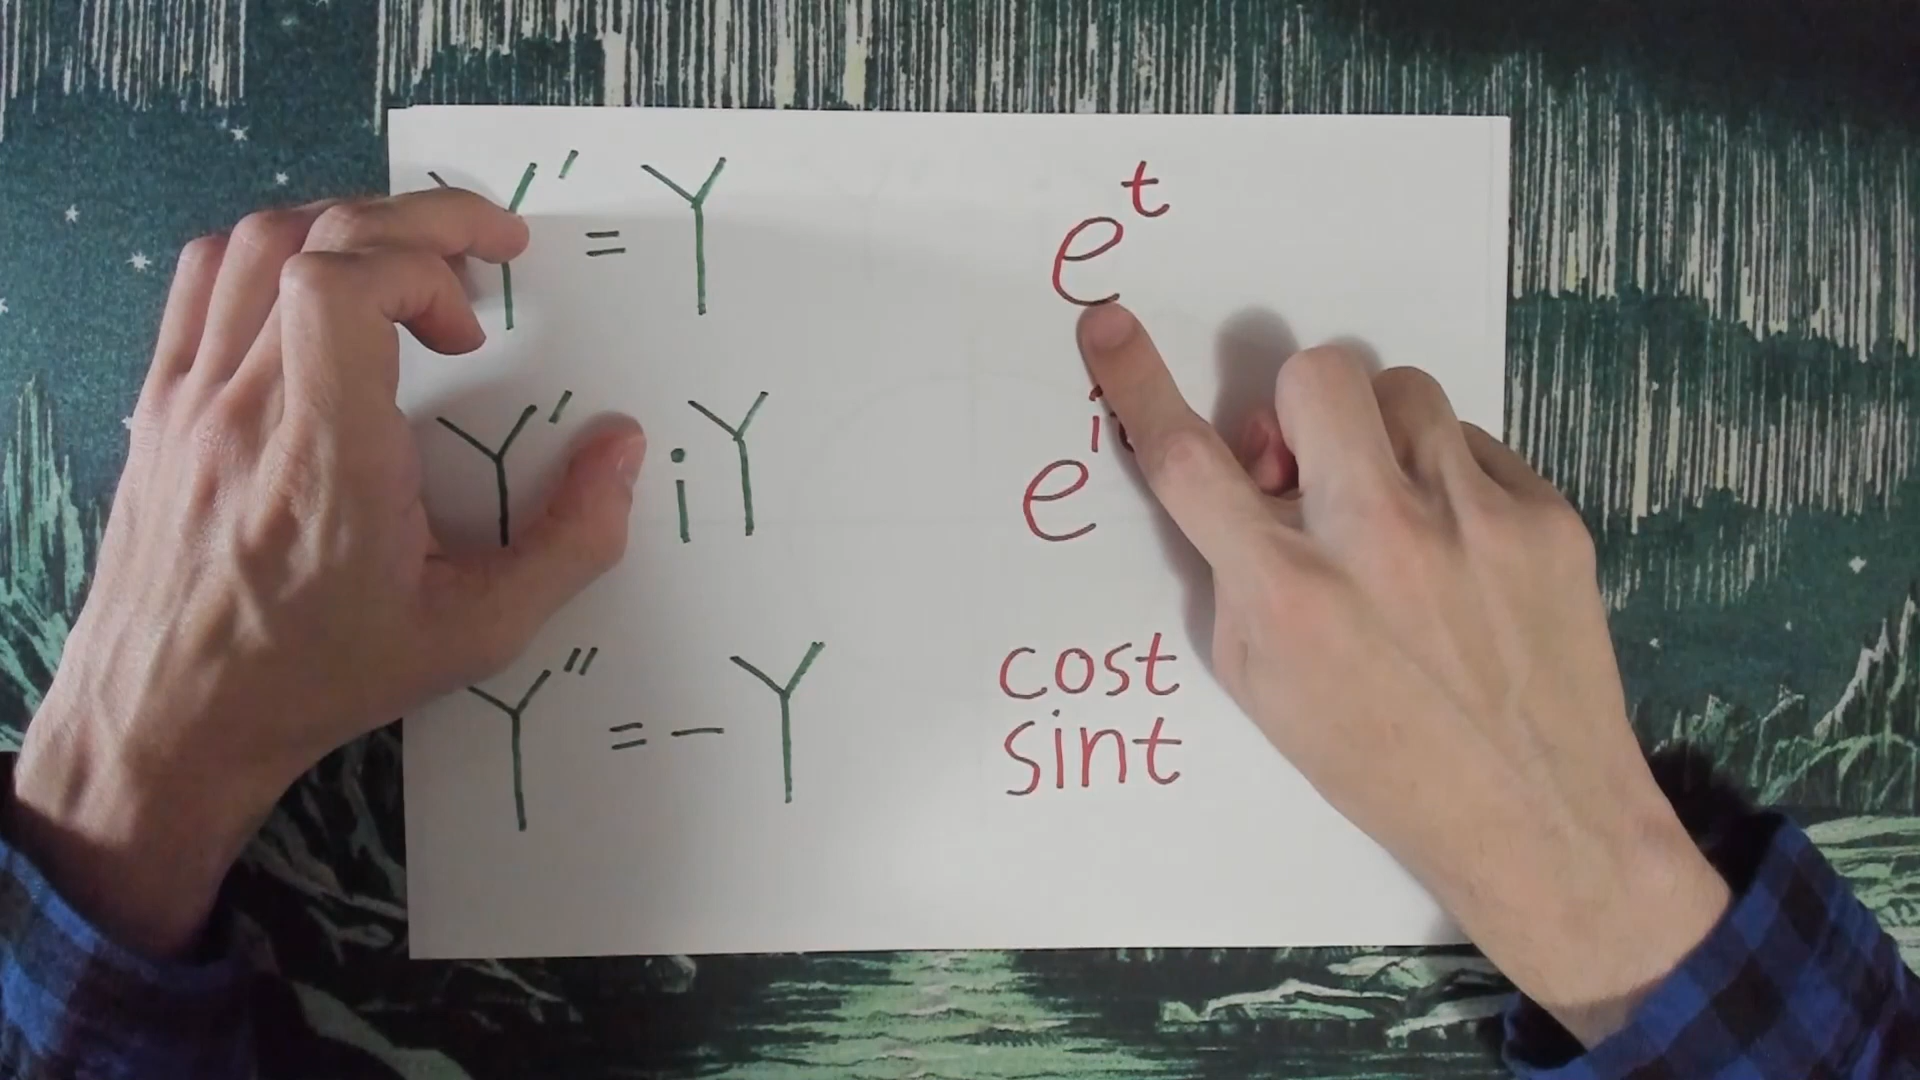 Y' = Y e^t
Y' iY e^i
Y'' = - Y cost
sint